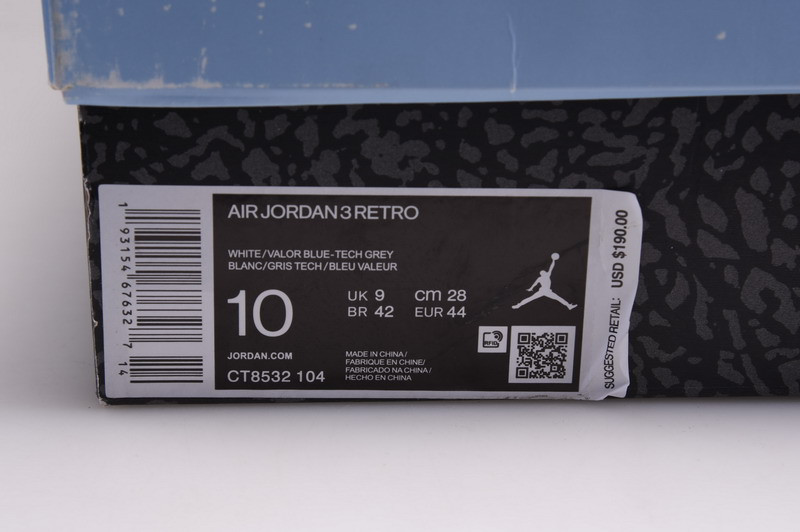 AIR JORDAN 3 RETRO
WHITE/VALOR BLUE-TECH GREY
BLANC/GRIS TECH/BLEU VALEUR
10
UK 9
cm 28
BR 42
EUR 44
JORDAN.COM
CT8532 104
MADE IN CHINA/
FABRIQUE EN CHINE/
FABRICADO NA CHINA/
HECHO EN CHINA
RFID
SUGGESTED RETAIL: USD $190.00
1 93154 67632 7 14